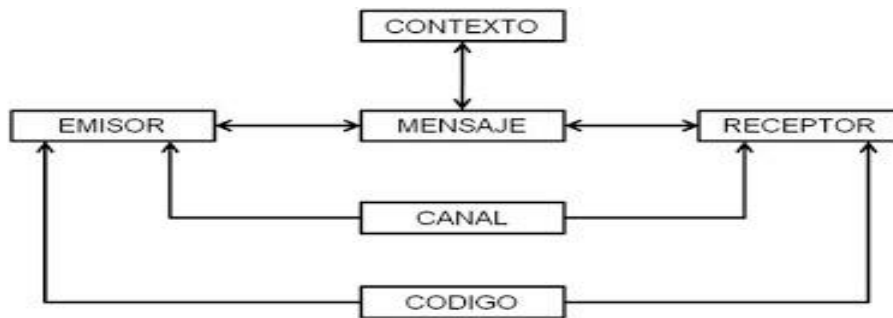 CONTEXTO
EMISOR MENSAJE RECEPTOR
CANAL
CODIGO